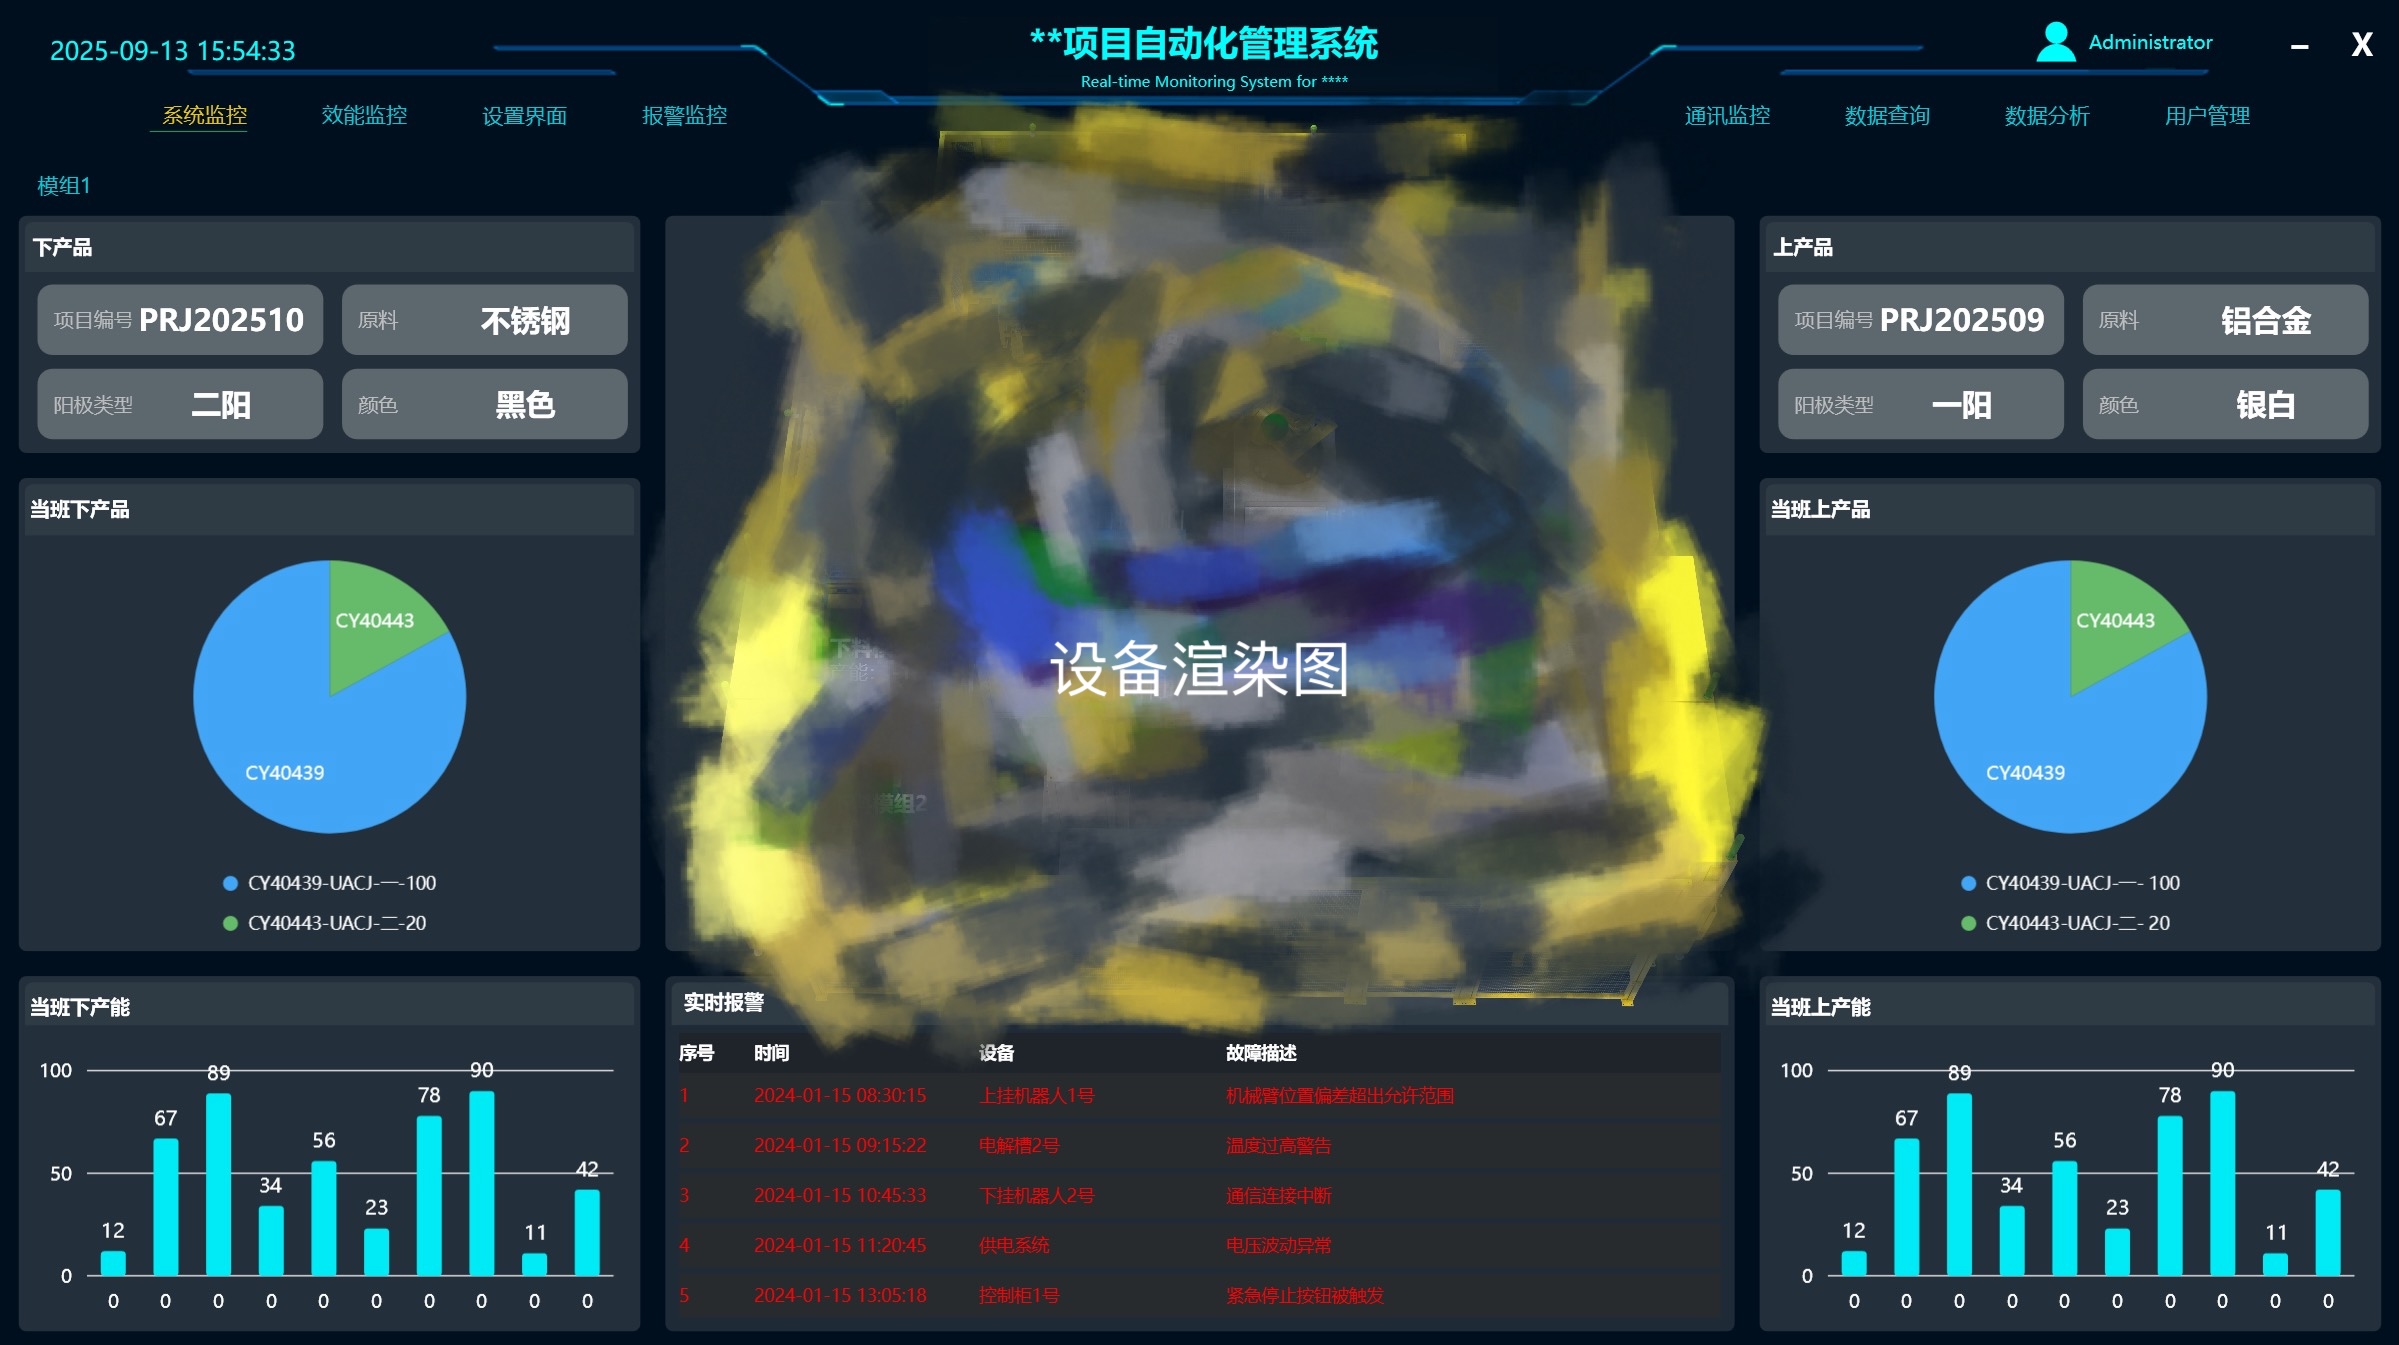 2025-09-13 15:54:33
**项目自动化管理系统
Real-time Monitoring System for ****
Administrator
X
系统监控 效能监控 设置界面 报警监控
通讯监控 数据查询 数据分析 用户管理
模组1
下产品
项目编号 PRJ202510
原料 不锈钢
阳极类型 二阳
颜色 黑色
当班下产品
CY40443
CY40439
CY40439-UACJ-一-100
CY40443-UACJ-二-20
当班下产能
100
50
0
12 67 89 34 56 23 78 90 11 42
0 0 0 0 0 0 0 0 0 0
设备渲染图
模组2
实时报警
序号 时间 设备 故障描述
1 2024-01-15 08:30:15 上挂机器人1号 机械臂位置偏差超出允许范围
2 2024-01-15 09:15:22 电解槽2号 温度过高警告
3 2024-01-15 10:45:33 下挂机器人2号 通信连接中断
4 2024-01-15 11:20:45 供电系统 电压波动异常
5 2024-01-15 13:05:18 控制柜1号 紧急停止按钮被触发
上产品
项目编号 PRJ202509
原料 铝合金
阳极类型 一阳
颜色 银白
当班上产品
CY40443
CY40439
CY40439-UACJ-一- 100
CY40443-UACJ-二- 20
当班上产能
100
50
0
12 67 89 34 56 23 78 90 11 42
0 0 0 0 0 0 0 0 0 0